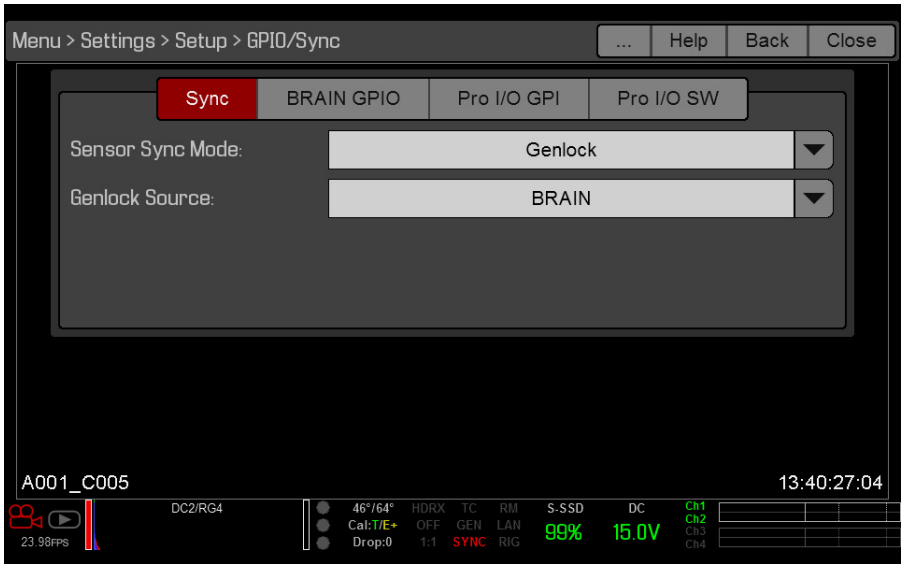 Menu > Settings > Setup > GPIO/Sync ... Help Back Close
Sync BRAIN GPIO Pro I/O GPI Pro I/O SW
Sensor Sync Mode: Genlock
Genlock Source: BRAIN
A001_C005 13:40:27:04
DC2/RG4 46°/64° HDRX TC RM S-SSD DC Ch1
Cal:T/E+ OFF GEN LAN 99% 15.0V Ch2
23.98FPS Drop:0 1:1 SYNC RIG Ch3
Ch4